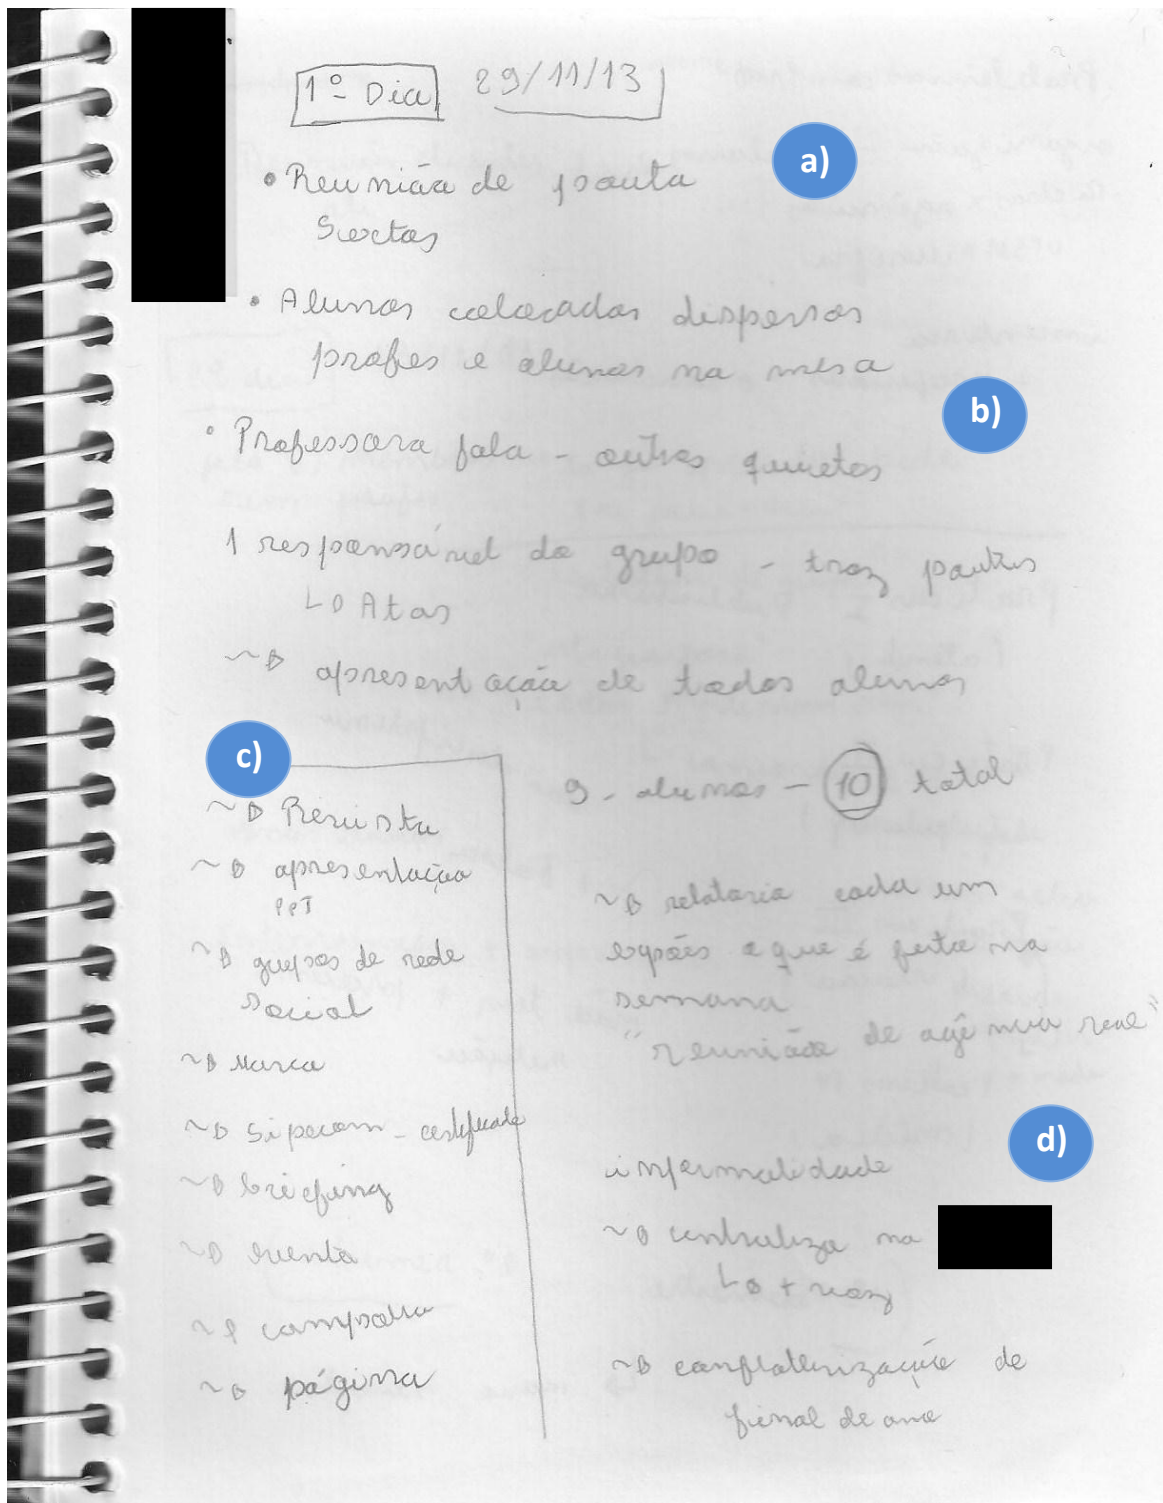 1º Dia 29/11/13
a)
• Reunião de pauta
Sextas
• Alunos colocados dispersos
profes e alunos na mesa
b)
• Professora fala - outros quietos
1 responsável do grupo - traz pautas
Atas
apresentação de todos alunos
c)
Revista
apresentação
PPT
grupos de rede
social
Marca
Sipecom - certificado
briefing
evento
página
9 - alunos - 10 total
relatorio cada um
expões o que é feito na
semana
"reunião de agência real"
d)
informalidade
centraliza na
+ voz
confraternização de
final de ano